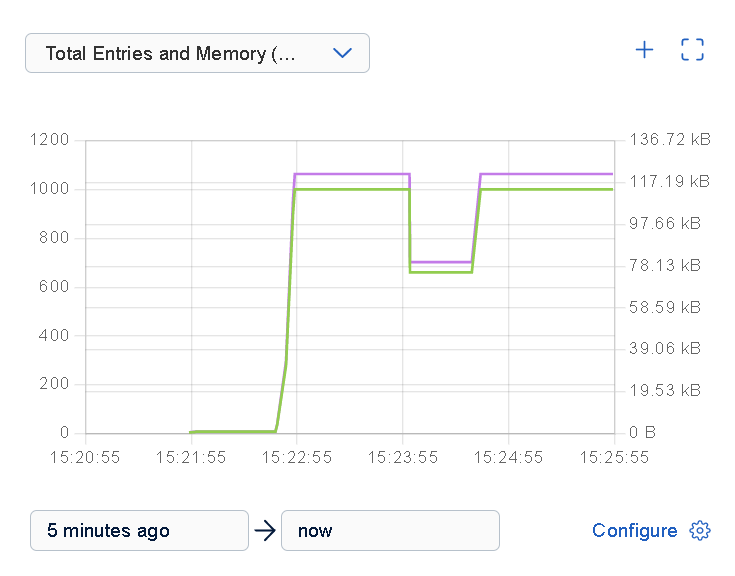 Total Entries and Memory (...
1200 136.72 kB
1000 117.19 kB
800 97.66 kB
78.13 kB
600 58.59 kB
400 39.06 kB
200 19.53 kB
0 0 B
15:20:55 15:21:55 15:22:55 15:23:55 15:24:55 15:25:55
5 minutes ago → now Configure